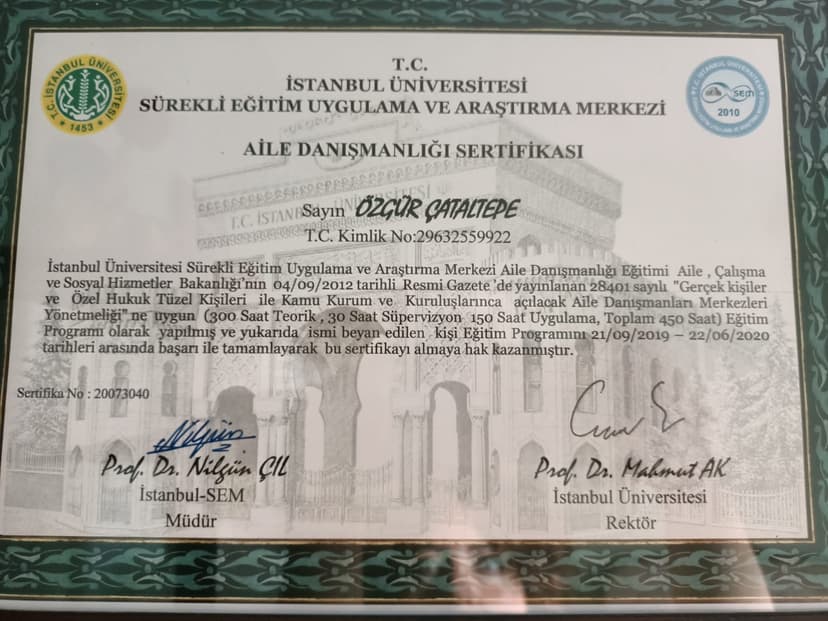 T.C.
İSTANBUL ÜNİVERSİTESİ
SÜREKLİ EĞİTİM UYGULAMA VE ARAŞTIRMA MERKEZİ
T.C. İSTANBUL ÜNİVERSİTESİ
1453
sem
2010
AİLE DANIŞMANLIĞI SERTİFİKASI
Sayın ÖZGÜR ÇATALTEPE
T.C. Kimlik No:29632559922
İstanbul Üniversitesi Sürekli Eğitim Uygulama ve Araştırma Merkezi Aile Danışmanlığı Eğitimi Aile , Çalışma
ve Sosyal Hizmetler Bakanlığı'nın 04/09/2012 tarihli Resmi Gazete'de yayınlanan 28401 sayılı "Gerçek kişiler
ve Özel Hukuk Tüzel Kişileri ile Kamu Kurum ve Kuruluşlarınca açılacak Aile Danışmanları Merkezleri
Yönetmeliği" ne uygun (300 Saat Teorik , 30 Saat Süpervizyon 150 Saat Uygulama, Toplam 450 Saat) Eğitim
Programı olarak yapılmış ve yukarıda ismi beyan edilen kişi Eğitim Programını 21/09/2019 – 22/06/2020
tarihleri arasında başarı ile tamamlayarak bu sertifikayı almaya hak kazanmıştır.
Sertifika No : 20073040
Nilgün
Prof. Dr. Nilgün ÇIL
İstanbul-SEM
Müdür
Prof. Dr. Mahmut AK
İstanbul Üniversitesi
Rektör